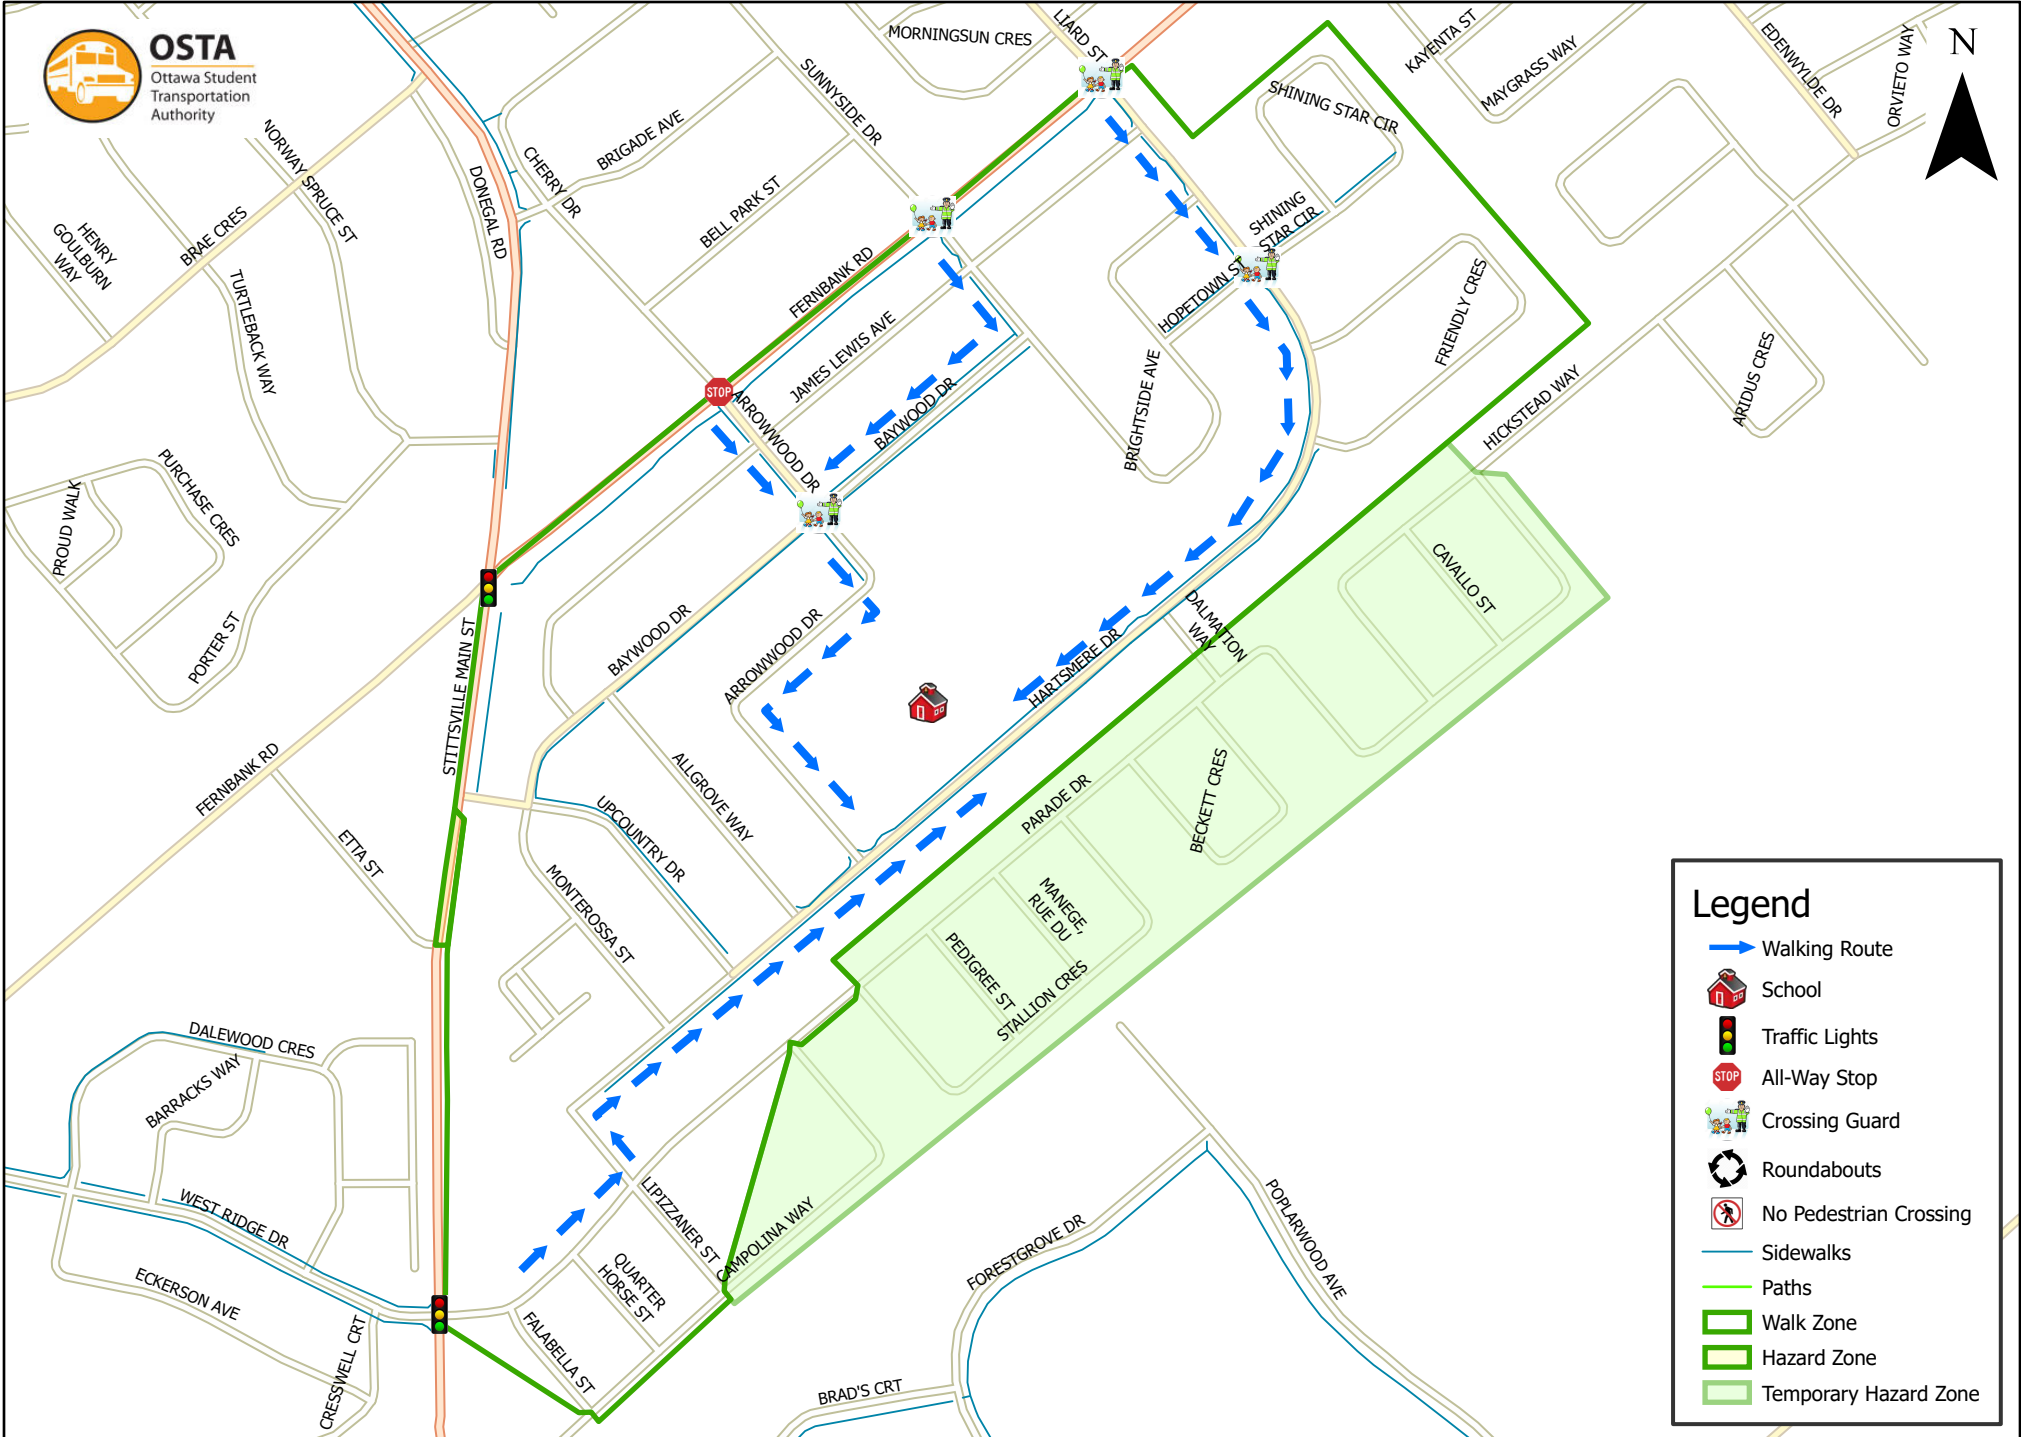 OSTA
Ottawa Student
Transportation
Authority
N
LIARD ST
MORNINGSUN CRES
KAYENTA ST
MAYGRASS WAY
EDENWYLDE DR
ORVIETO WAY
SUNNYSIDE DR
SHINING STAR CIR
BRIGADE AVE
NORWAY SPRUCE ST
CHERRY DR
DONEGAL RD
BELL PARK ST
BRAE CRES
HENRY
GOULBURN
WAY
SHINING
STAR CIR
TURTLEBACK WAY
FERNBANK RD
HOPETOWN ST
FRIENDLY CRES
JAMES LEWIS AVE
BRIGHTSIDE AVE
HICKSTEAD WAY
ARIDUS CRES
STOP
ARROWWOOD DR
BAYWOOD DR
PURCHASE CRES
PROUD WALK
CAVALLO ST
PORTER ST
STITTSVILLE MAIN ST
BAYWOOD DR
ARROWWOOD DR
DALMATION
WAY
HARTSMERE DR
FERNBANK RD
ETTA ST
ALLGROVE WAY
UPCOUNTRY DR
MONTEROSSA ST
PARADE DR
BECKETT CRES
MANEGE,
RUE DU
PEDIGREE ST
STALLION CRES
DALEWOOD CRES
BARRACKS WAY
WEST RIDGE DR
ECKERSON AVE
CRESSWELL CRT
LIPIZZANER ST
CAMPOLINA WAY
QUARTER
HORSE ST
FALABELLA ST
FORESTGROVE DR
POPLARWOOD AVE
BRAD'S CRT
Legend
Walking Route
School
Traffic Lights
STOP All-Way Stop
Crossing Guard
Roundabouts
No Pedestrian Crossing
Sidewalks
Paths
Walk Zone
Hazard Zone
Temporary Hazard Zone